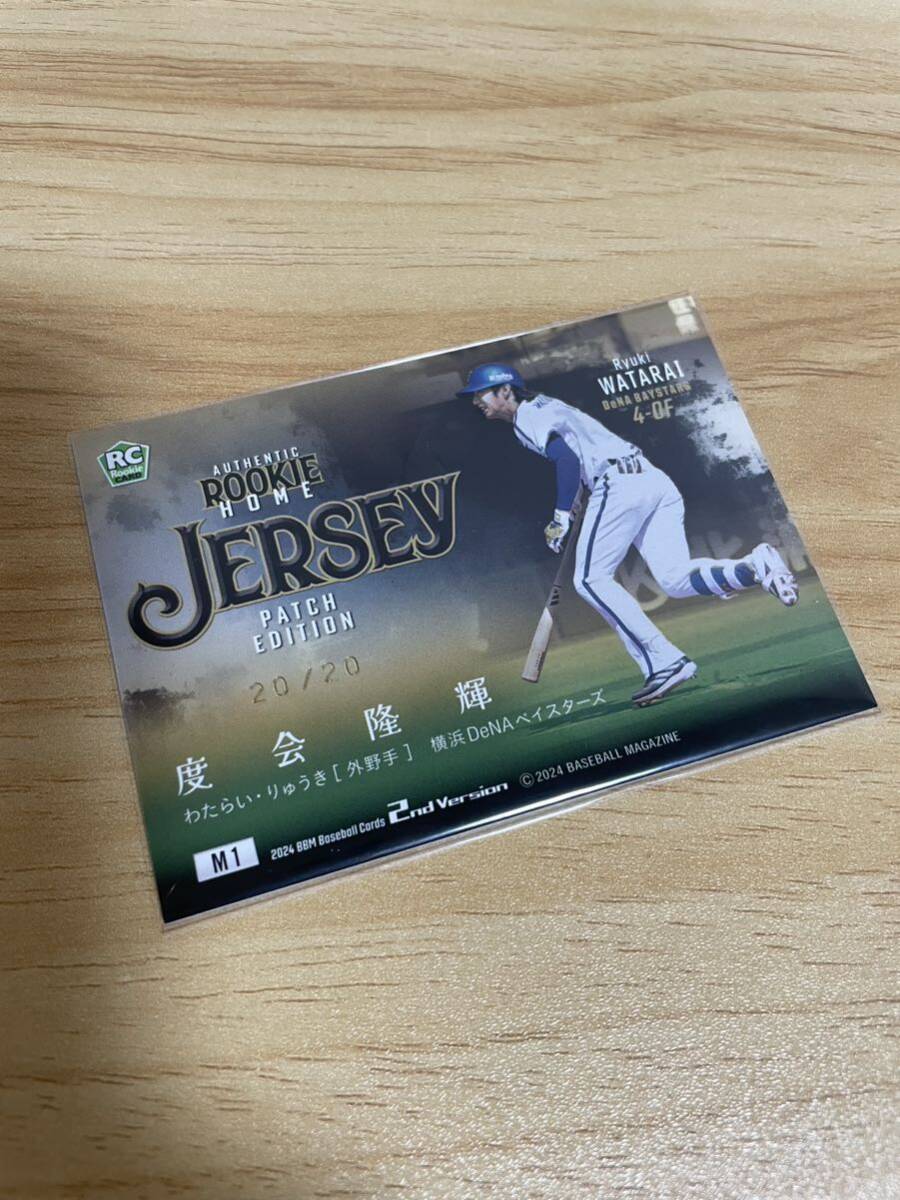 RC
Rookie
CARD
AUTHENTIC
ROOKIE
HOME
JERSEY
PATCH
EDITION
20/20
Ryuki
WATARAI
DeNA BAYSTARS
4-OF
度会隆輝
わたらい・りゅうき[外野手] 横浜DeNAベイスターズ
M1
2024 BBM Baseball Cards 2nd Version
©2024 BASEBALL MAGAZINE